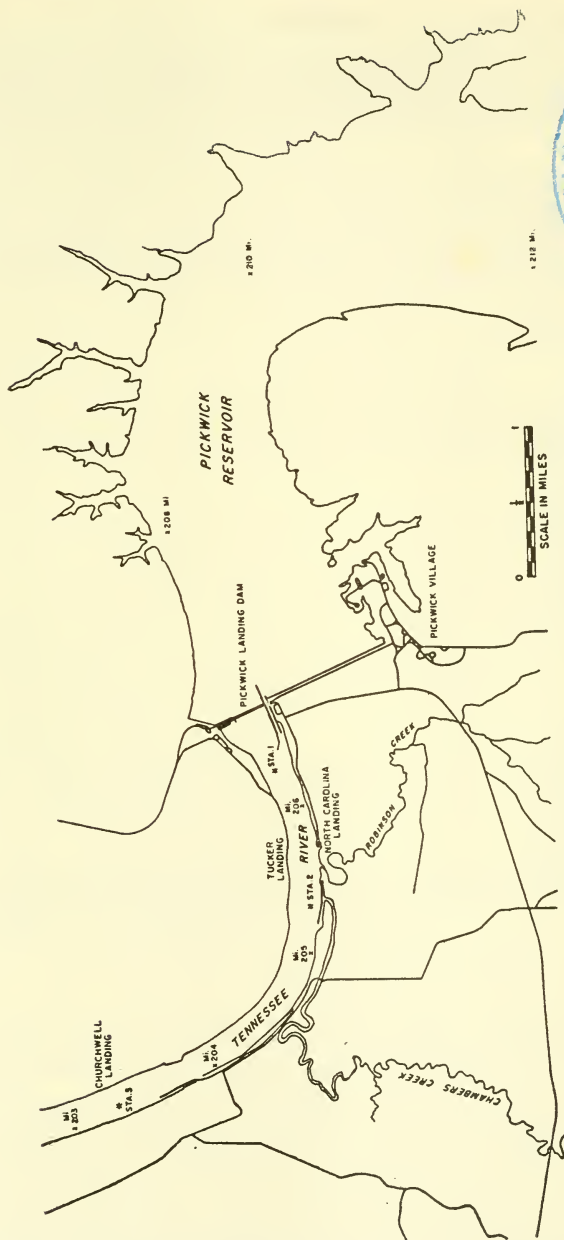 MI
203
CHURCHWELL
LANDING
STA.3
MI.
204
TENNESSEE
RIVER
MI.
205
STA.2
TUCKER
LANDING
MI.
206
NORTH CAROLINA
LANDING
STA.1
ROBINSON
CREEK
CHAMBERS CREEK
PICKWICK LANDING DAM
PICKWICK VILLAGE
208 MI
PICKWICK
RESERVOIR
210 MI.
212 MI.
0
1
SCALE IN MILES